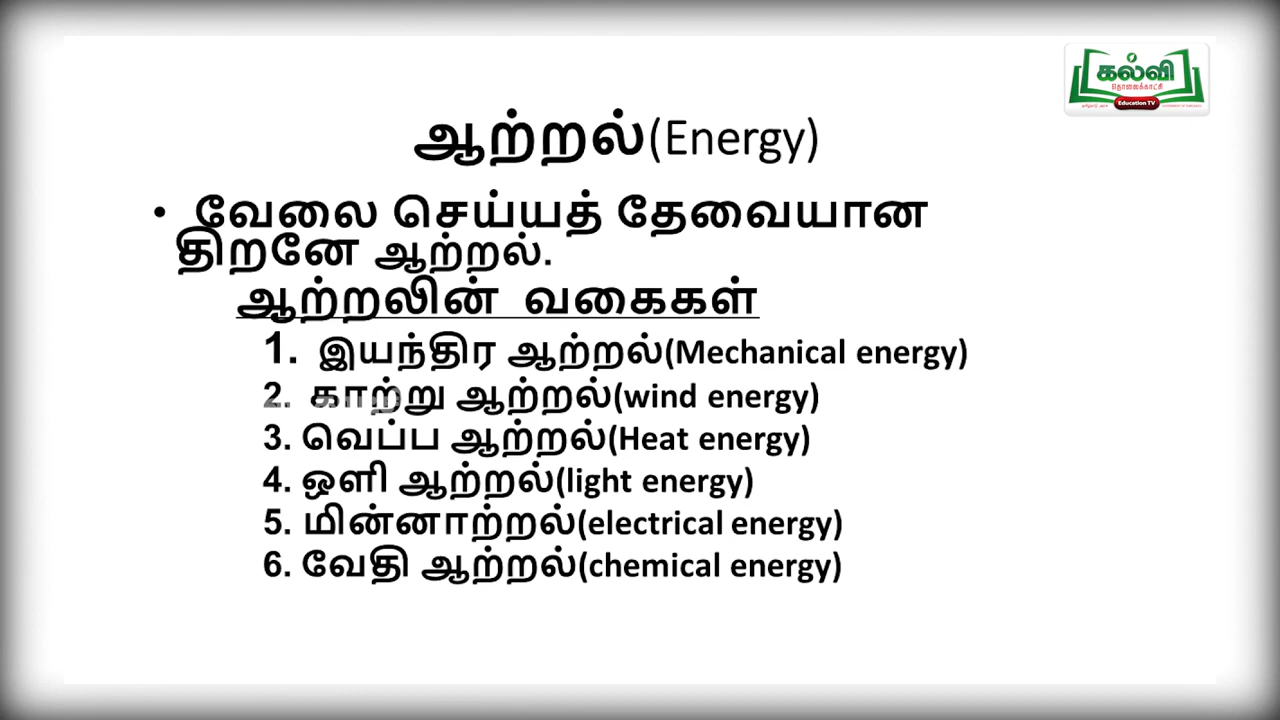 கல்வி
தொலைக்காட்சி
Education TV
ஆற்றல்(Energy)
• வேலை செய்யத் தேவையான
திறனே ஆற்றல்.
ஆற்றலின் வகைகள்
1. இயந்திர ஆற்றல்(Mechanical energy)
2. காற்று ஆற்றல்(wind energy)
3. வெப்ப ஆற்றல்(Heat energy)
4. ஒளி ஆற்றல்(light energy)
5. மின்னாற்றல்(electrical energy)
6. வேதி ஆற்றல்(chemical energy)